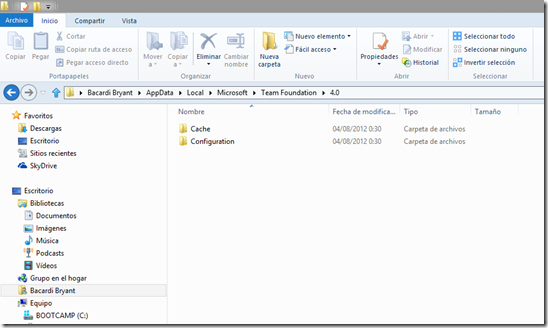 Archivo Inicio Compartir Vista
Copiar
Pegar
Cortar
Copiar ruta de acceso
Pegar acceso directo
Portapapeles
Mover a
Copiar a
Eliminar
Cambiar nombre
Organizar
Nueva carpeta
Nuevo elemento
Fácil acceso
Nuevo
Propiedades
Abrir
Modificar
Historial
Abrir
Seleccionar todo
Seleccionar ninguno
Invertir selección
Seleccionar
Bacardi Bryant AppData Local Microsoft Team Foundation 4.0
Favoritos
Descargas
Escritorio
Sitios recientes
SkyDrive
Escritorio
Bibliotecas
Documentos
Imágenes
Música
Podcasts
Vídeos
Grupo en el hogar
Bacardi Bryant
Equipo
BOOTCAMP (C:)
Nombre Fecha de modifica... Tipo Tamaño
Cache 04/08/2012 0:30 Carpeta de archivos
Configuration 04/08/2012 0:30 Carpeta de archivos